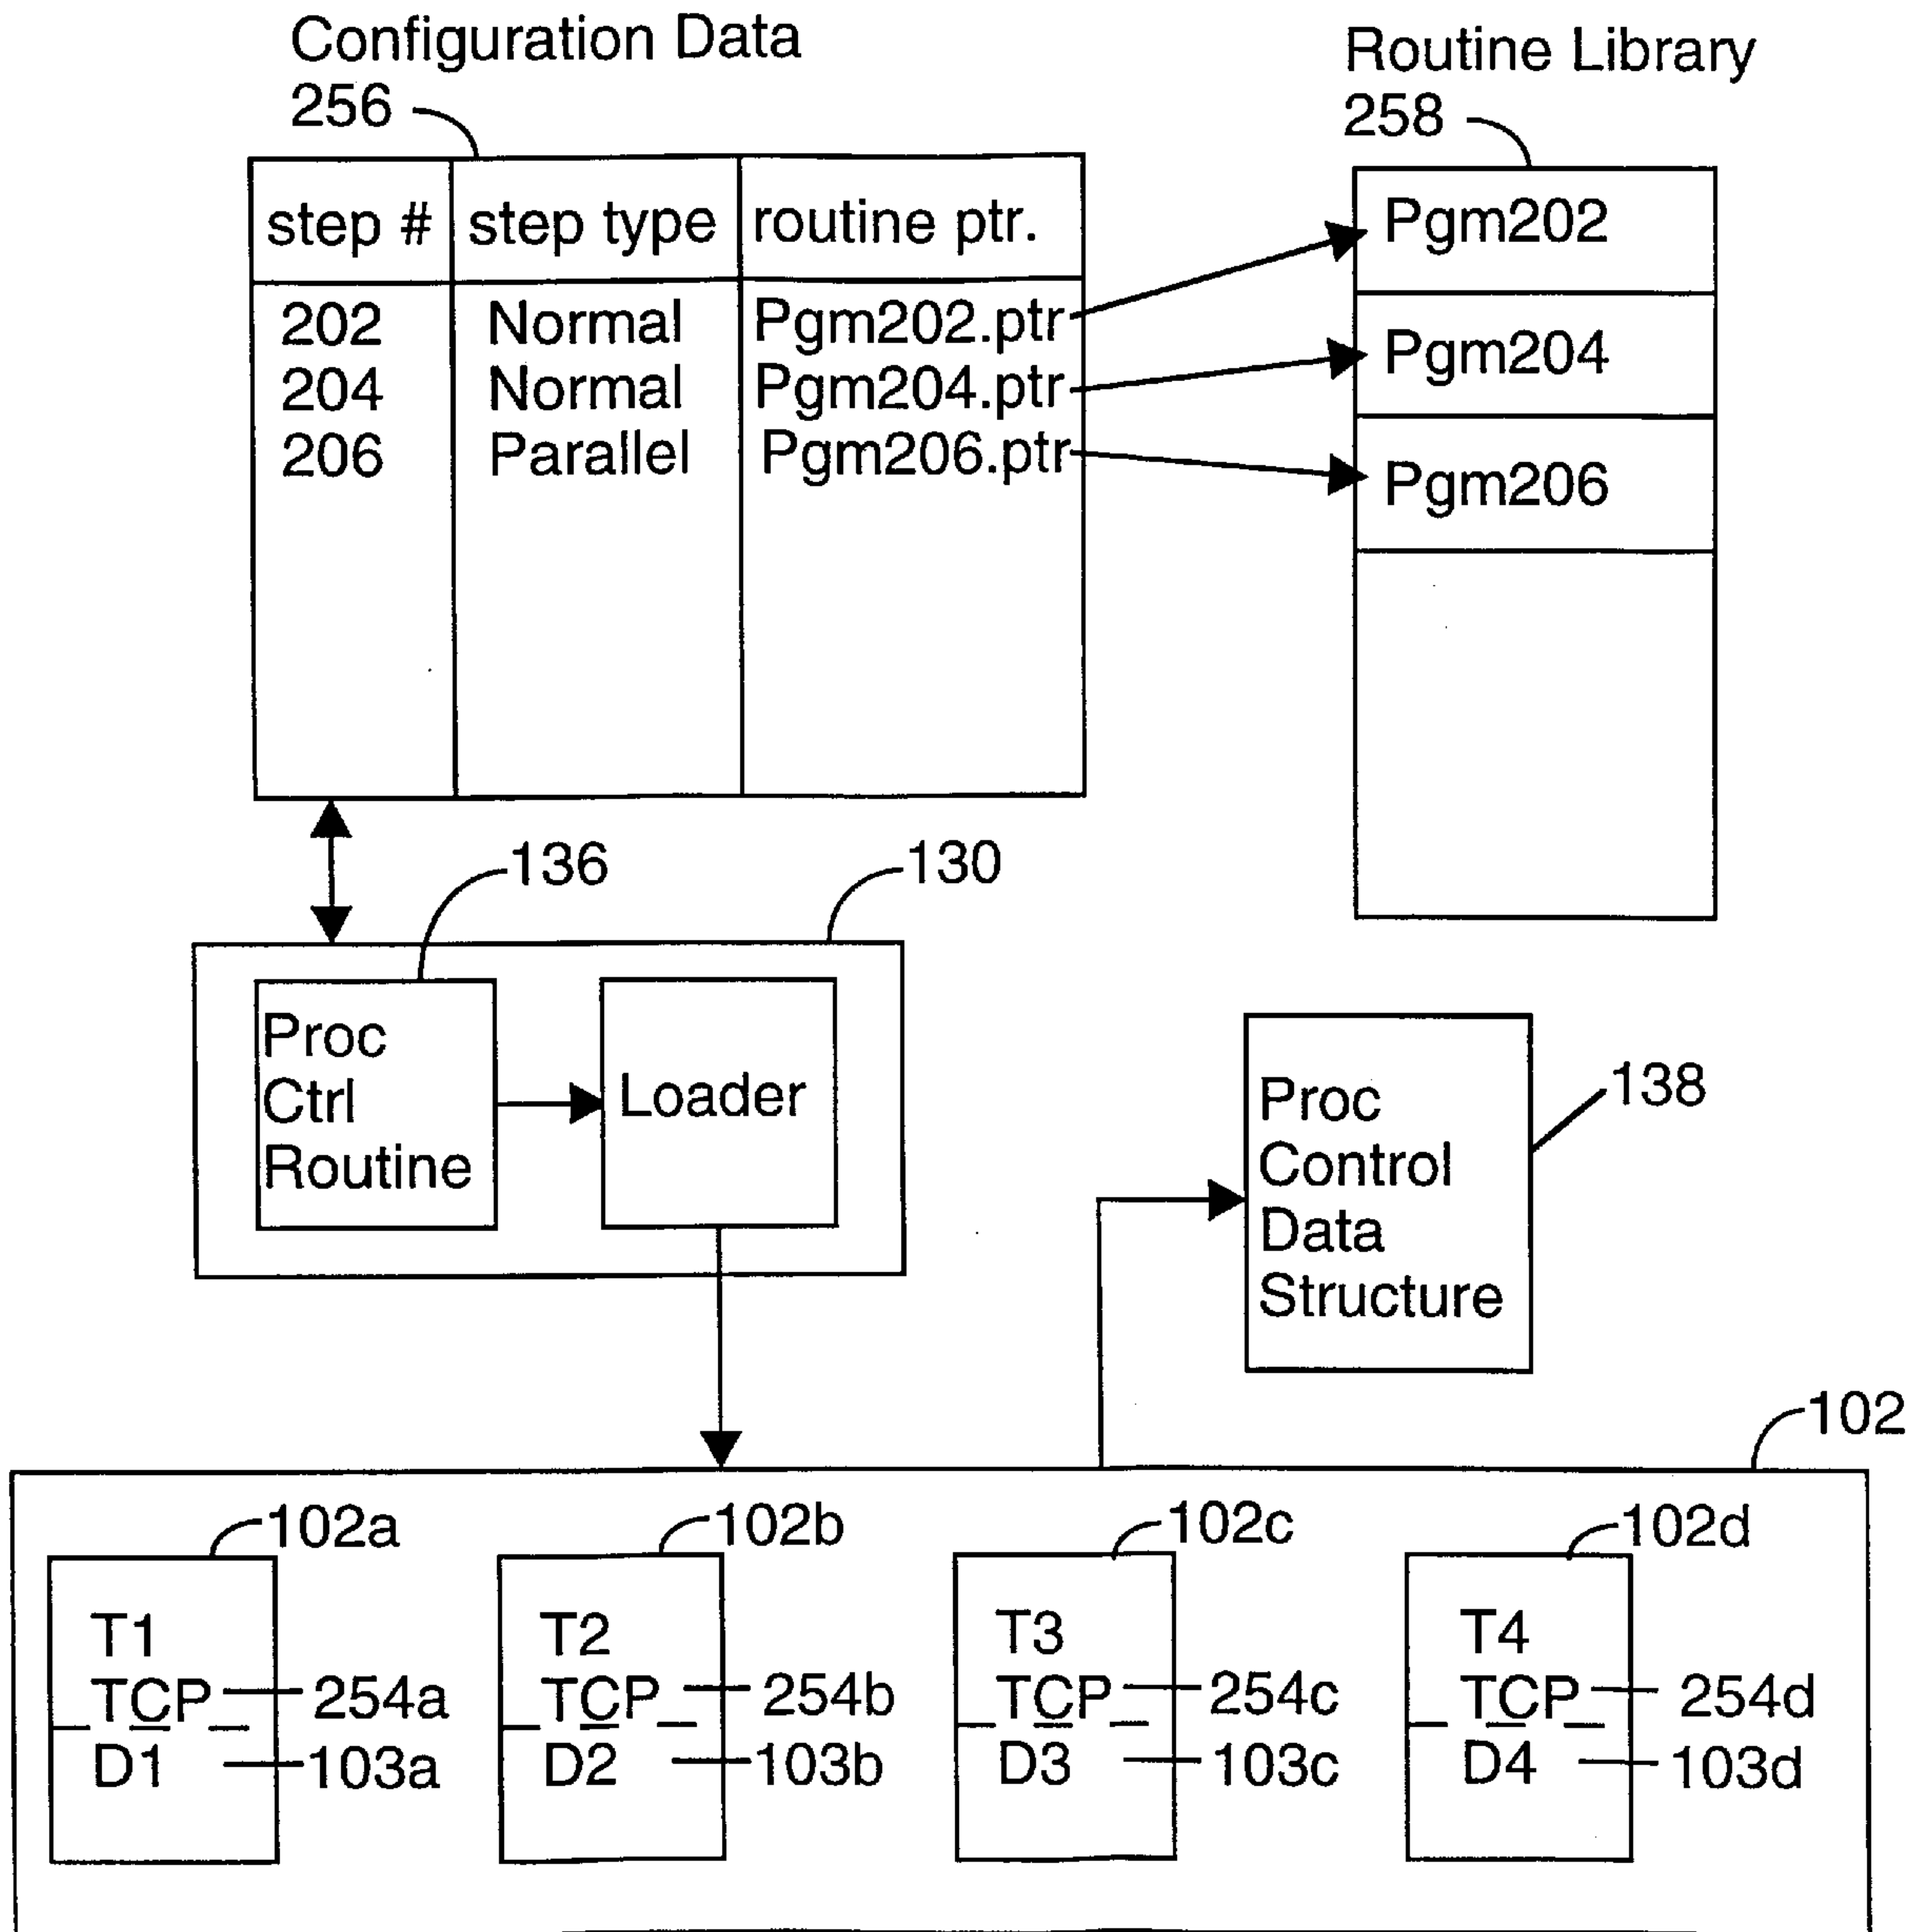 Configuration Data
256
Routine Library
258
step # step type routine ptr.
202 Normal Pgm202.ptr
204 Normal Pgm204.ptr
206 Parallel Pgm206.ptr
Pgm202
Pgm204
Pgm206
136
130
Proc
Ctrl
Routine
Loader
Proc
Control
Data
Structure
138
102
102a
102b
102c
102d
T1
TCP
254a
D1
103a
T2
TCP
254b
D2
103b
T3
TCP
254c
D3
103c
T4
TCP
254d
D4
103d